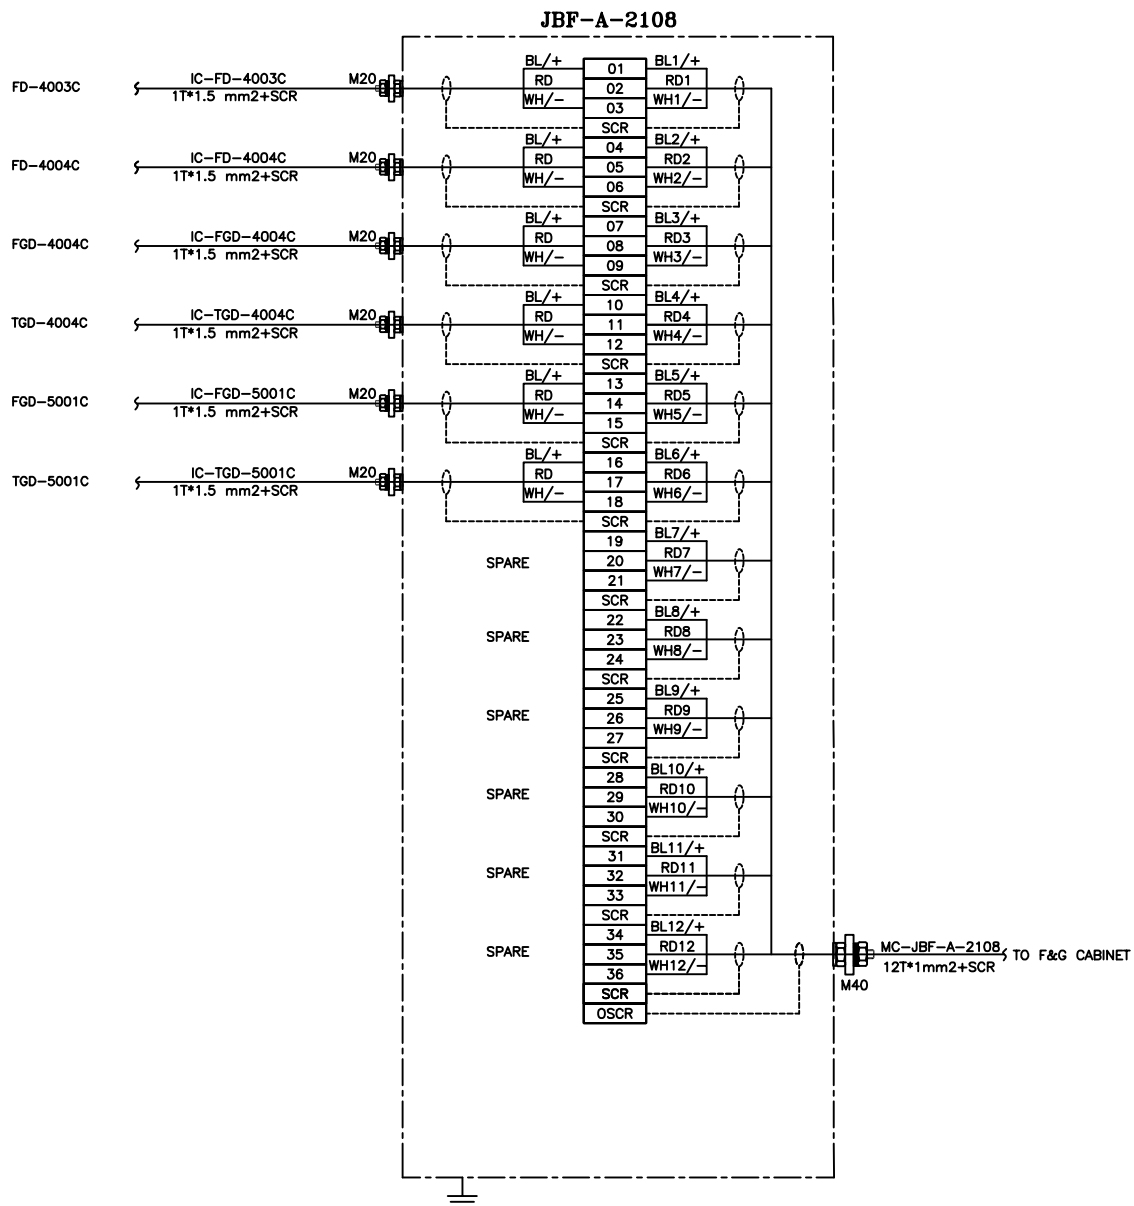 JBF-A-2108
BL/+ 01 BL1/+
FD-4003C IC-FD-4003C M20 RD 02 RD1
1T*1.5 mm2+SCR WH/- 03 WH1/-
SCR
BL/+ 04 BL2/+
FD-4004C IC-FD-4004C M20 RD 05 RD2
1T*1.5 mm2+SCR WH/- 06 WH2/-
SCR
BL/+ 07 BL3/+
FGD-4004C IC-FGD-4004C M20 RD 08 RD3
1T*1.5 mm2+SCR WH/- 09 WH3/-
SCR
BL/+ 10 BL4/+
TGD-4004C IC-TGD-4004C M20 RD 11 RD4
1T*1.5 mm2+SCR WH/- 12 WH4/-
SCR
BL/+ 13 BL5/+
FGD-5001C IC-FGD-5001C M20 RD 14 RD5
1T*1.5 mm2+SCR WH/- 15 WH5/-
SCR
BL/+ 16 BL6/+
TGD-5001C IC-TGD-5001C M20 RD 17 RD6
1T*1.5 mm2+SCR WH/- 18 WH6/-
SCR
19 BL7/+
SPARE 20 RD7
21 WH7/-
SCR
22 BL8/+
SPARE 23 RD8
24 WH8/-
SCR
25 BL9/+
SPARE 26 RD9
27 WH9/-
SCR
28 BL10/+
SPARE 29 RD10
30 WH10/-
SCR
31 BL11/+
SPARE 32 RD11
33 WH11/-
SCR
34 BL12/+
SPARE 35 RD12 MC-JBF-A-2108 TO F&G CABINET
36 WH12/- 12T*1mm2+SCR
SCR M40
OSCR